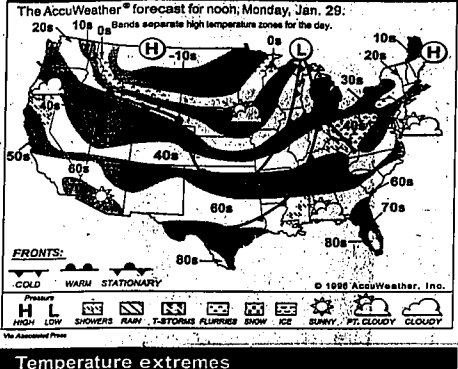 The AccuWeather® forecast for noon, Monday, Jan. 29.
Bands separate high temperature zones for the day.
20s 10s 0s H -10s 0s L 10s H
20s
30s
40s
50s 40s
60s
60s 60s
70s
80s 80s
FRONTS:
COLD WARM STATIONARY
© 1996 AccuWeather, Inc.
Pressure
H L
HIGH LOW SHOWERS RAIN T-STORMS FLURRIES SNOW ICE SUNNY PT. CLOUDY CLOUDY
Via Associated Press
Temperature extremes